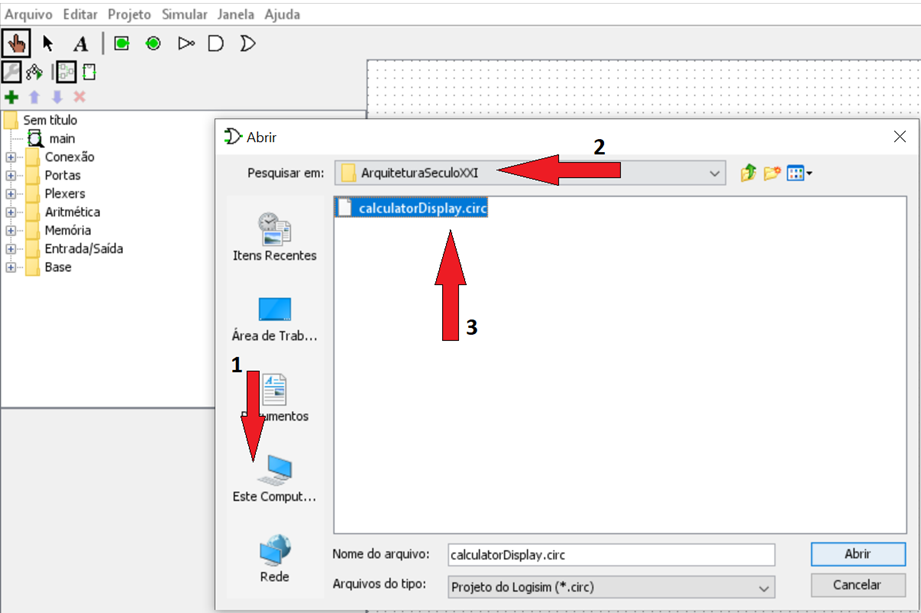 Arquivo Editar Projeto Simular Janela Ajuda
A
Sem título
main
Conexão
Portas
Plexers
Aritmética
Memória
Entrada/Saída
Base
Abrir
2
Pesquisar em: ArquiteturaSeculoXXI
calculatorDisplay.circ
Itens Recentes
Área de Trab...
3
1
Documentos
Este Comput...
Rede
Nome do arquivo: calculatorDisplay.circ Abrir
Arquivos do tipo: Projeto do Logisim (*.circ) Cancelar